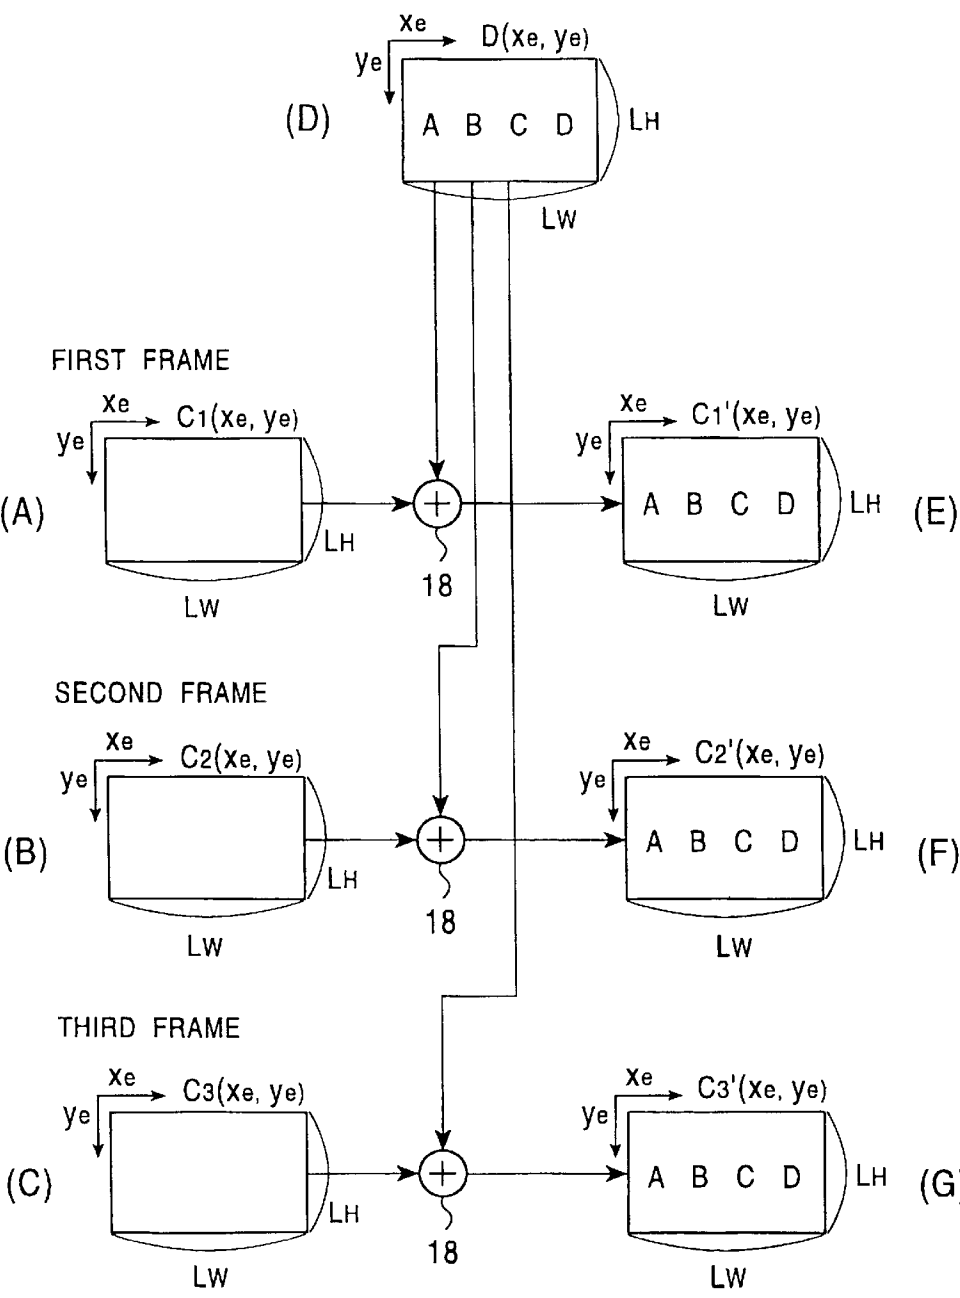 xe
D(xe, ye)
ye
(D)
A B C D
LH
LW
FIRST FRAME
xe
C1(xe, ye)
ye
xe
C1'(xe, ye)
ye
(A)
A B C D
LH
(E)
LH
18
LW
LW
SECOND FRAME
xe
C2(xe, ye)
ye
xe
C2'(xe, ye)
ye
(B)
A B C D
LH
(F)
LH
18
LW
LW
THIRD FRAME
xe
C3(xe, ye)
ye
xe
C3'(xe, ye)
ye
(C)
A B C D
LH
(G)
LH
18
LW
LW